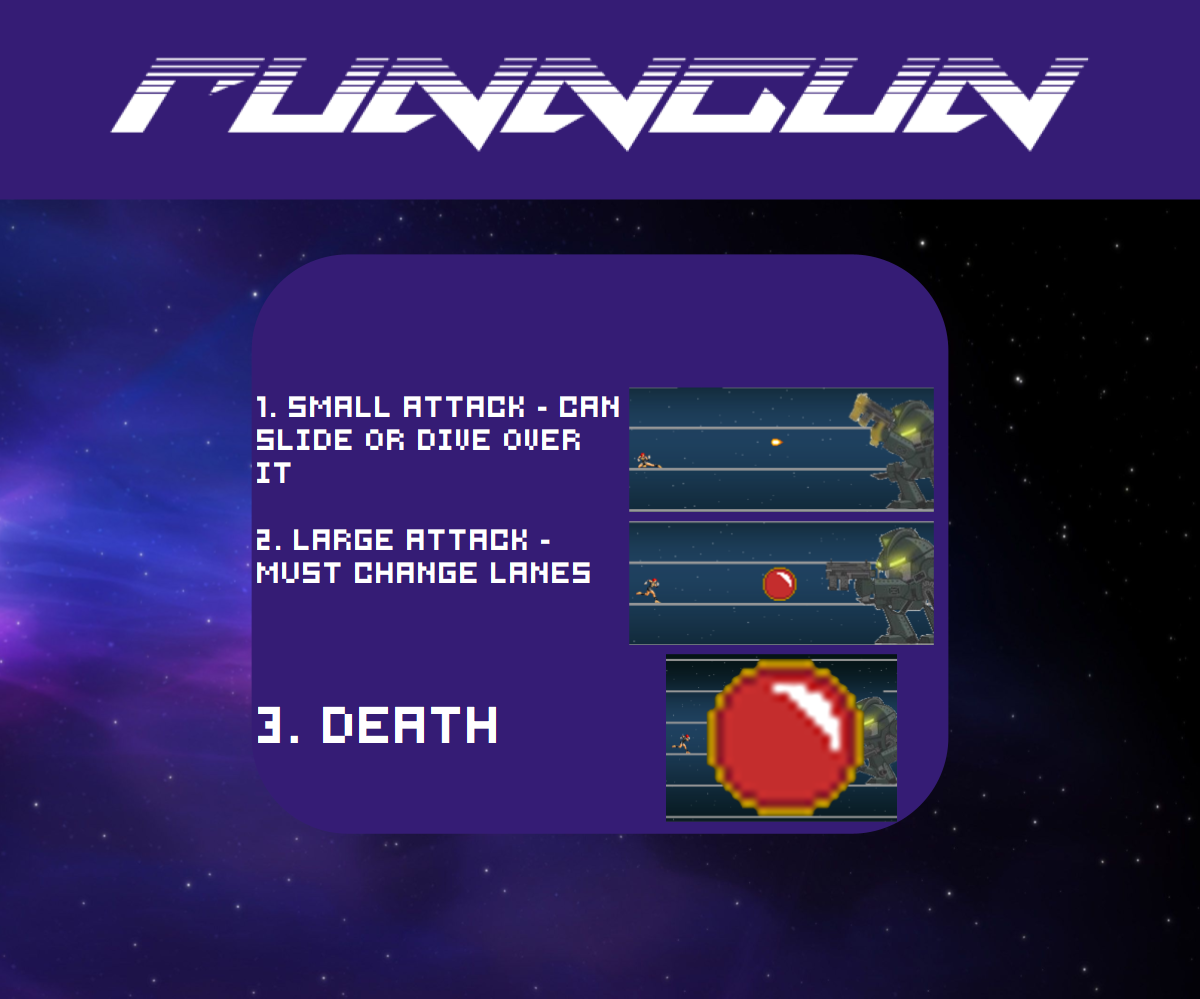 RUNNGUN
1. SMALL ATTACK - CAN
SLIDE OR DIVE OVER
IT
2. LARGE ATTACK -
MUST CHANGE LANES
3. DEATH